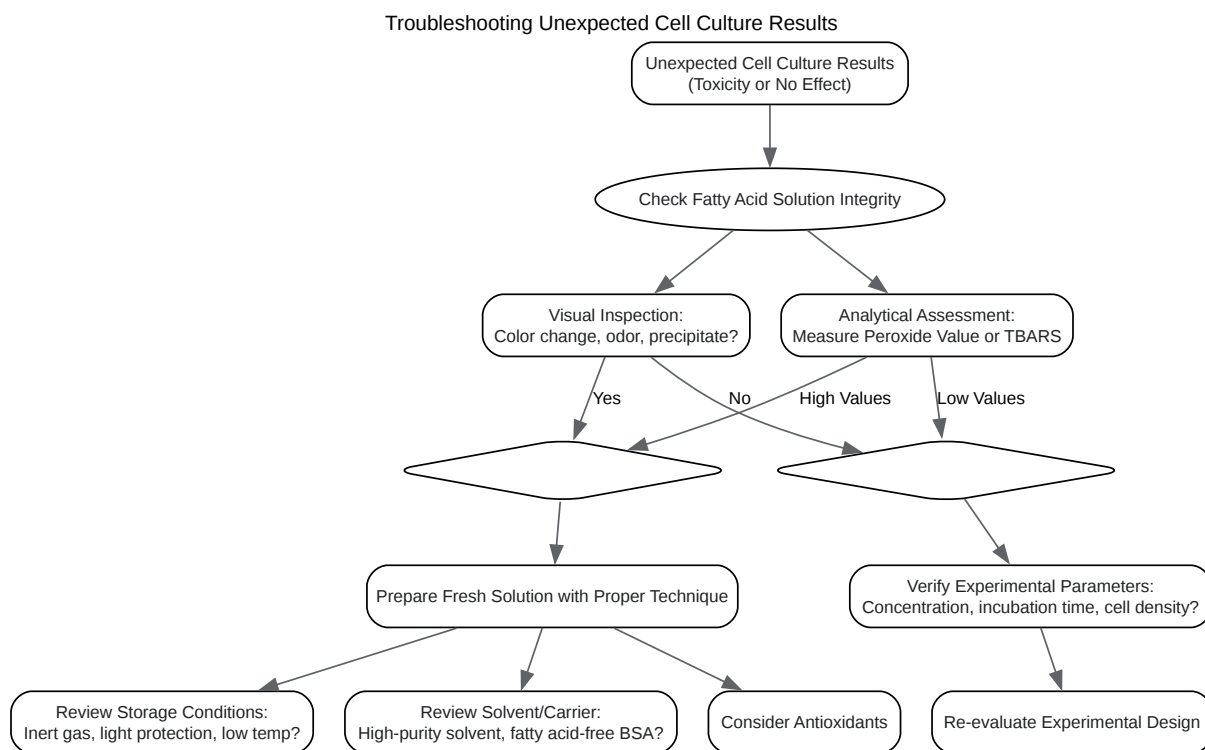 Troubleshooting Unexpected Cell Culture Results
Unexpected Cell Culture Results
(Toxicity or No Effect)
Check Fatty Acid Solution Integrity
Visual Inspection:
Color change, odor, precipitate?
Analytical Assessment:
Measure Peroxide Value or TBARS
Yes
No
High Values
Low Values
Prepare Fresh Solution with Proper Technique
Verify Experimental Parameters:
Concentration, incubation time, cell density?
Review Storage Conditions:
Inert gas, light protection, low temp?
Review Solvent/Carrier:
High-purity solvent, fatty acid-free BSA?
Consider Antioxidants
Re-evaluate Experimental Design